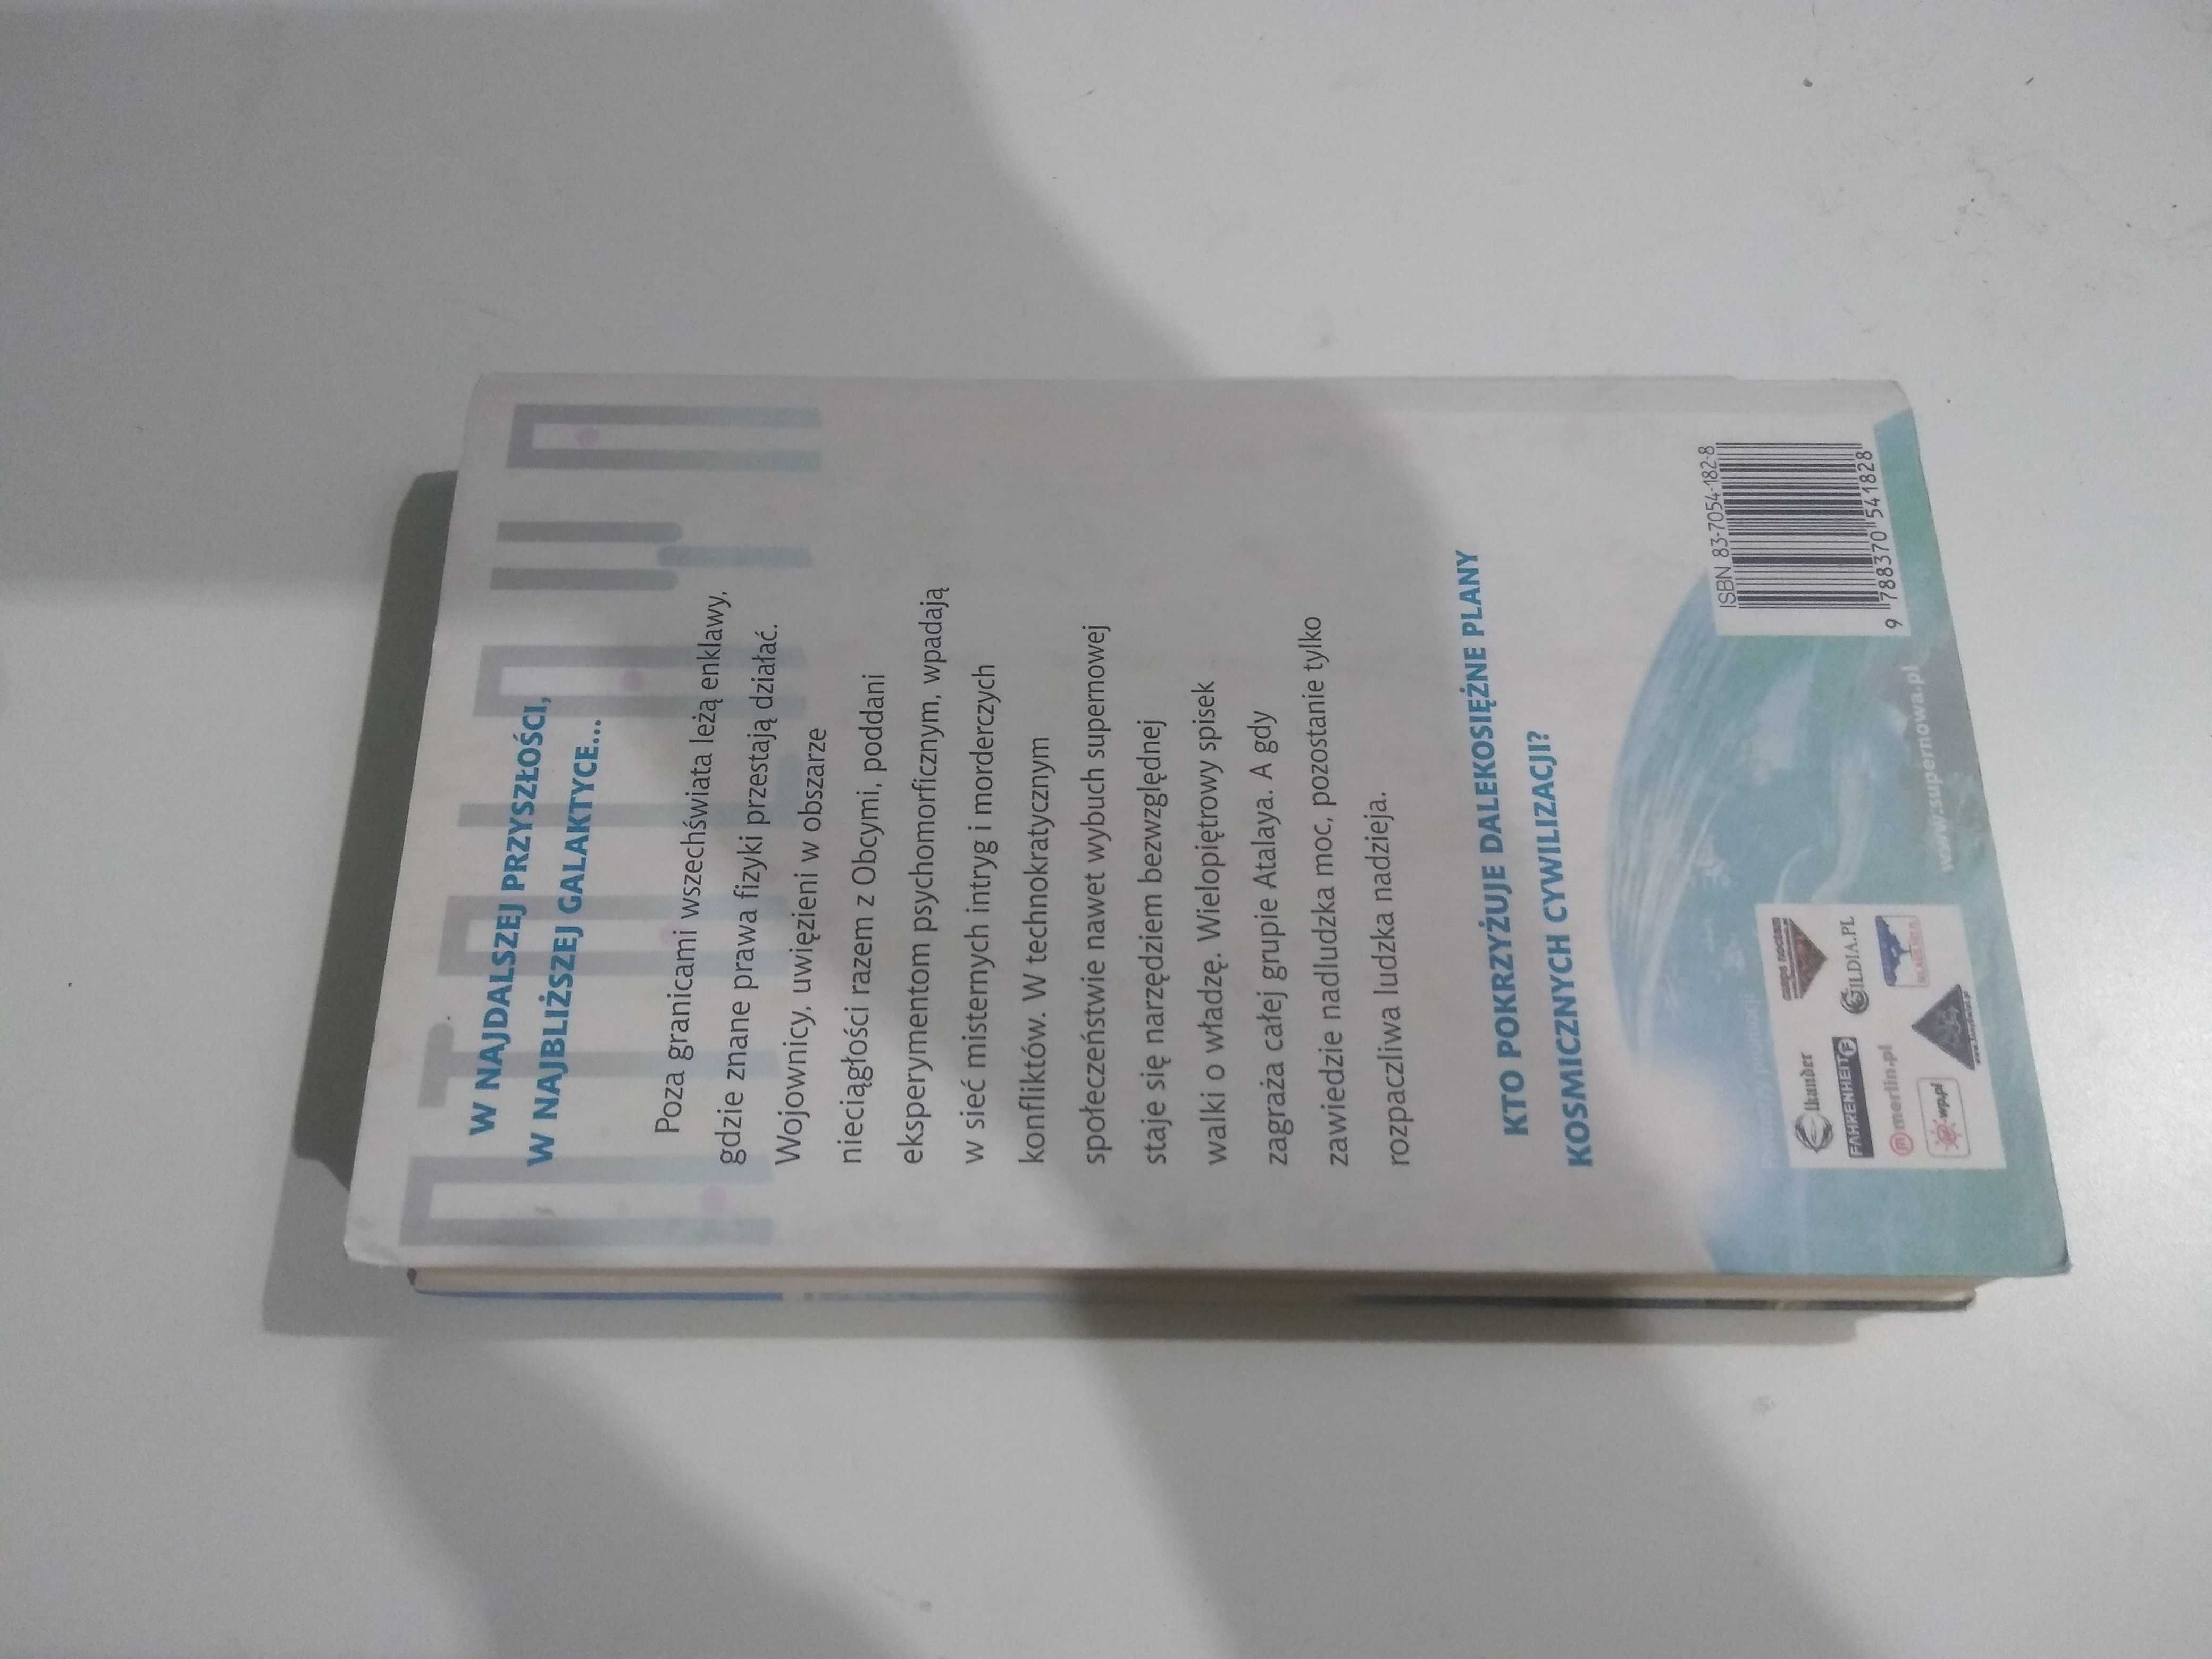 W NAJDALSZEJ PRZYSZŁOŚCI,
W NAJBLIŻSZEJ GALAKTYCE...
Poza granicami wszechświata leżą enklawy,
gdzie znane prawa fizyki przestają działać.
Wojownicy, uwięzieni w obszarze
nieciągłości razem z Obcymi, poddani
eksperymentom psychomorficznym, wpadają
w sieć misternych intryg i morderczych
konfliktów. W technokratycznym
społeczeństwie nawet wybuch supernowej
staje się narzędziem bezwzględnej
walki o władzę. Wielopiętrowy spisek
zagraża całej grupie Atalaya. A gdy
zawiedzie nadludzka moc, pozostanie tylko
rozpaczliwa ludzka nadzieja.
KTO POKRZYŻUJE DALEKOSIĘŻNE PLANY
KOSMICZNYCH CYWILIZACJI?
ISBN 83-7054-182-8
9 788370 541828
FAHRENHEIT
GILDIA.PL
merlin.pl
wp.pl
www.supernowa.pl